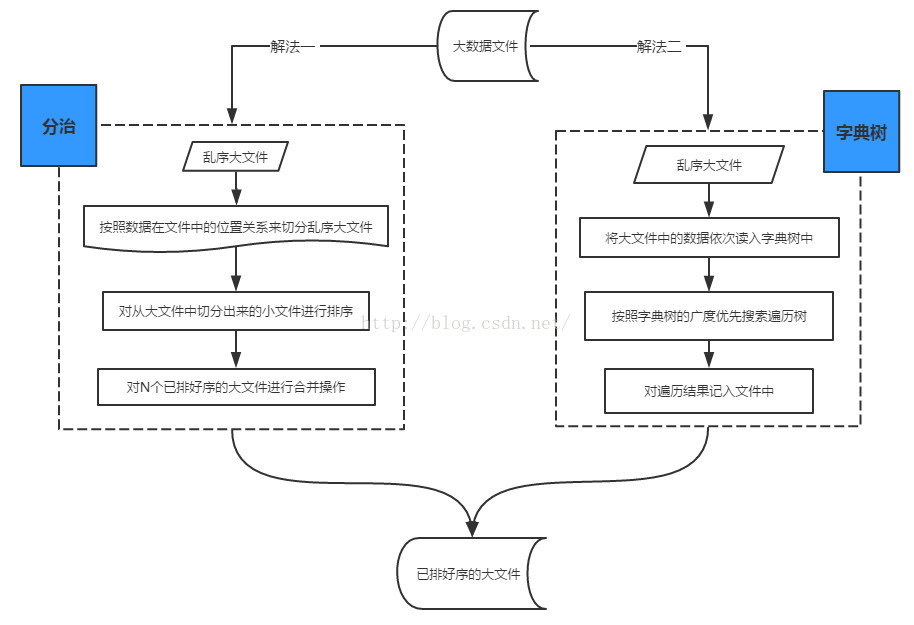 大数据文件
解法一
解法二
分治
乱序大文件
按照数据在文件中的位置关系来切分乱序大文件
对从大文件中切分出来的小文件进行排序
对N个已排好序的大文件进行合并操作
字典树
乱序大文件
将大文件中的数据依次读入字典树中
按照字典树的广度优先搜索遍历树
对遍历结果记入文件中
http://blog.csdn.net/
已排好序的大文件